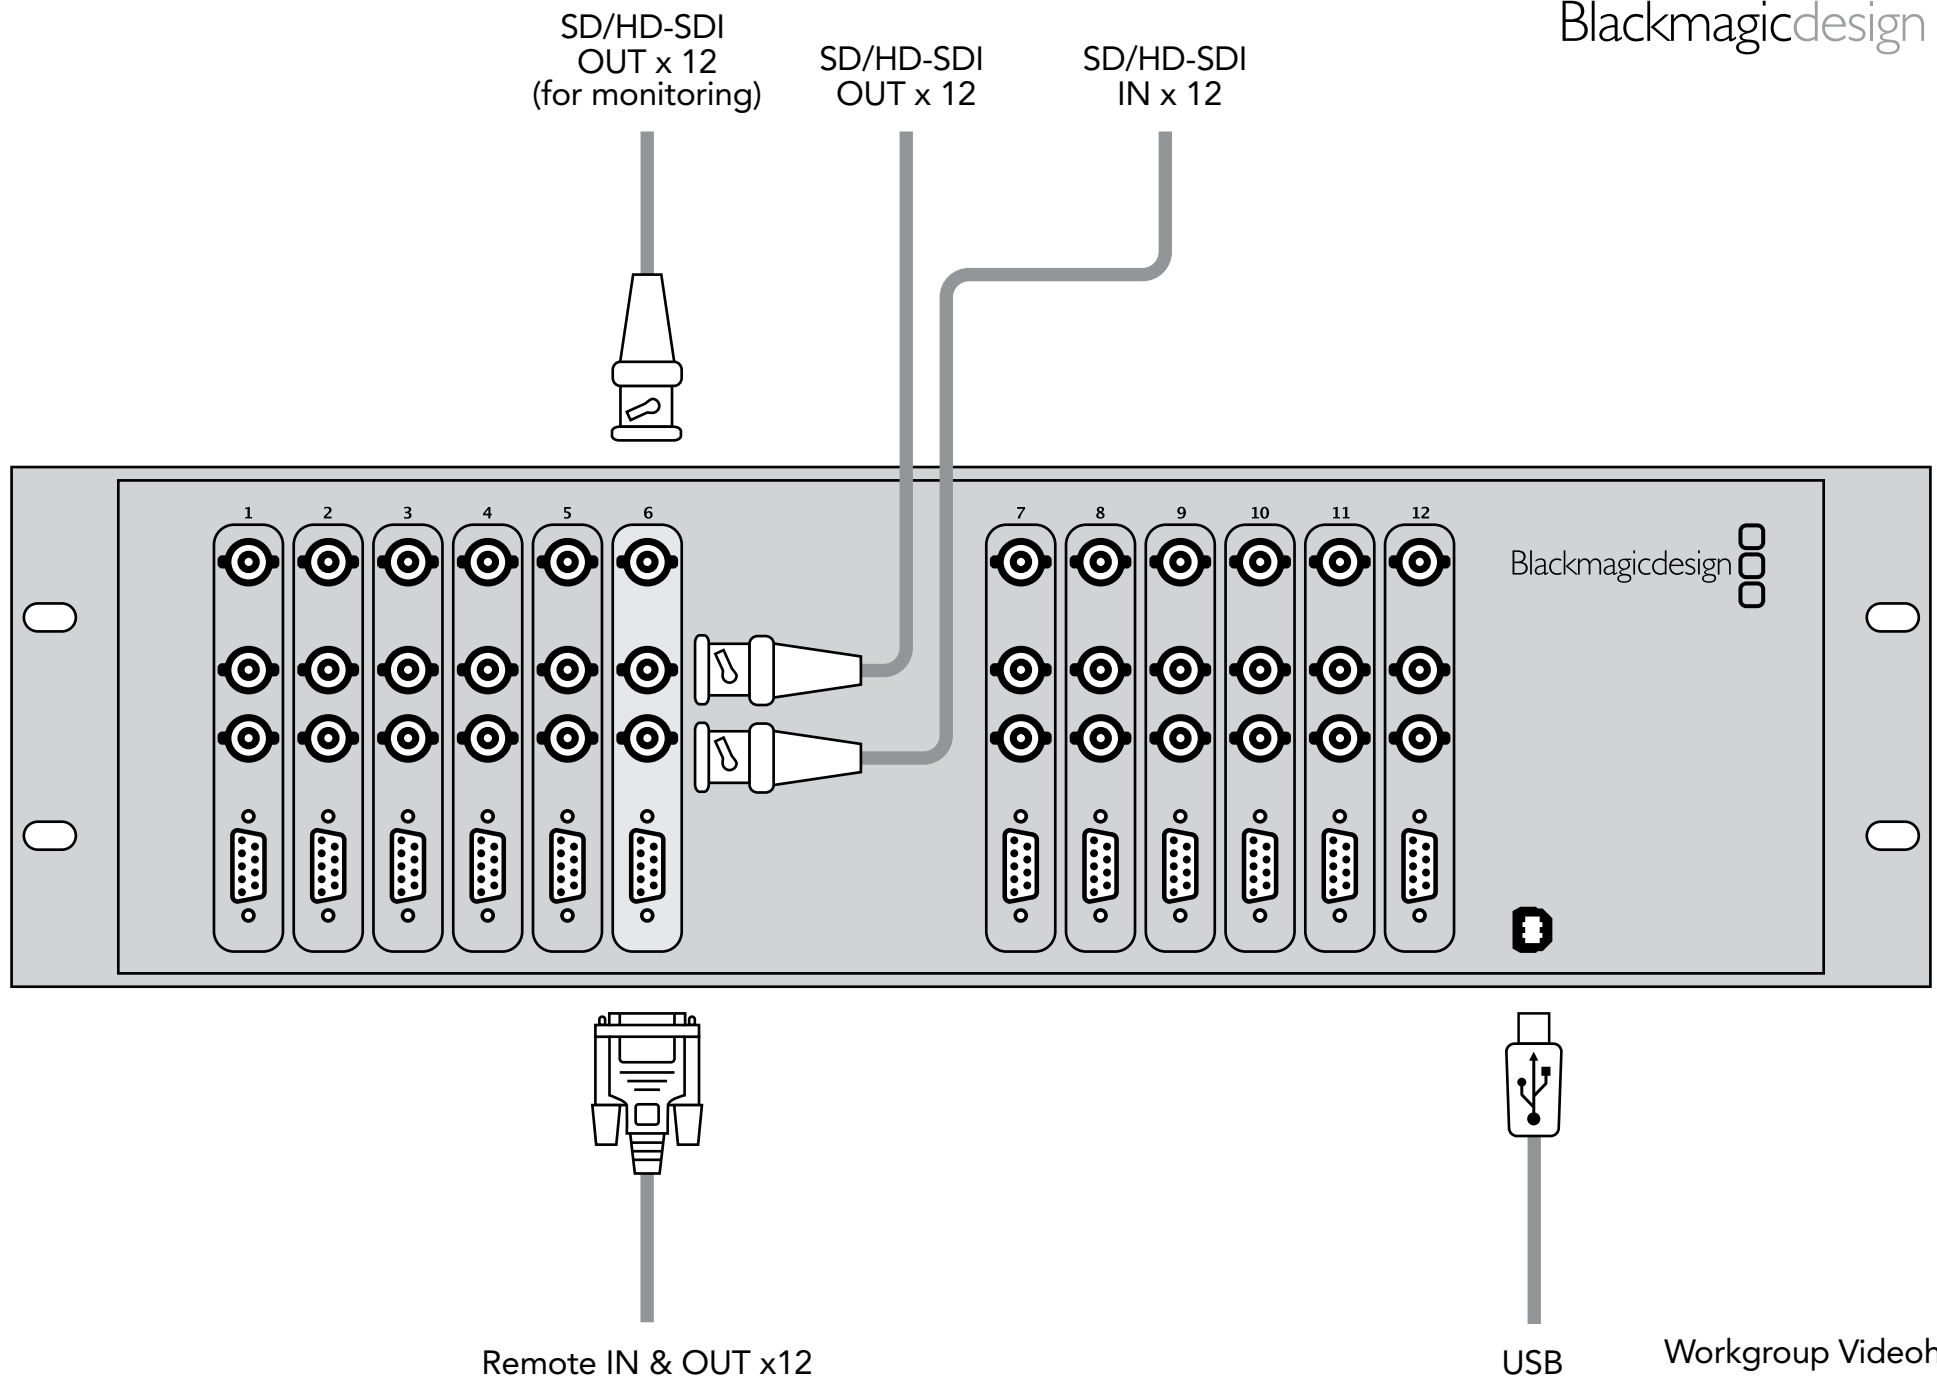 Blackmagicdesign
SD/HD-SDI
OUT x 12
(for monitoring)
SD/HD-SDI
OUT x 12
SD/HD-SDI
IN x 12
1 2 3 4 5 6 7 8 9 10 11 12
Blackmagicdesign
Remote IN & OUT x12
USB
Workgroup